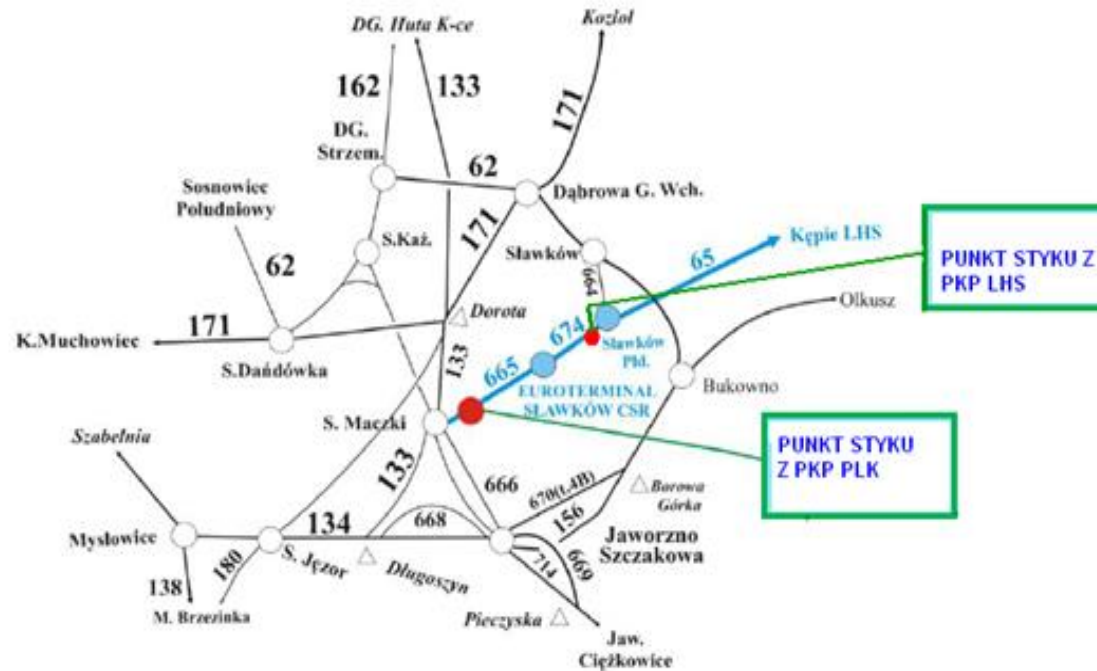 DG. Huta K-ce
Kozioł
162
133
171
DG.
Strzem.
62
Dąbrowa G. Wch.
Sosnowiec
Południowy
S.Kaź.
171
Sławków
Kępie LHS
65
PUNKT STYKU Z
PKP LHS
62
664
Olkusz
Dorota
674
171
K.Muchowiec
Sławków
Płd.
S.Dańdówka
133
665
EUROTERMINAL
SŁAWKÓW CSR
Bukowno
S. Maczki
Szabelnia
PUNKT STYKU
Z PKP PLK
133
666
670(t.4B)
Borowa
Górka
134
668
156
Mysłowice
Jaworzno
Szczakowa
S. Jęzor
Długoszyn
714
669
180
138
M. Brzezinka
Pieczyska
Jaw.
Ciężkowice